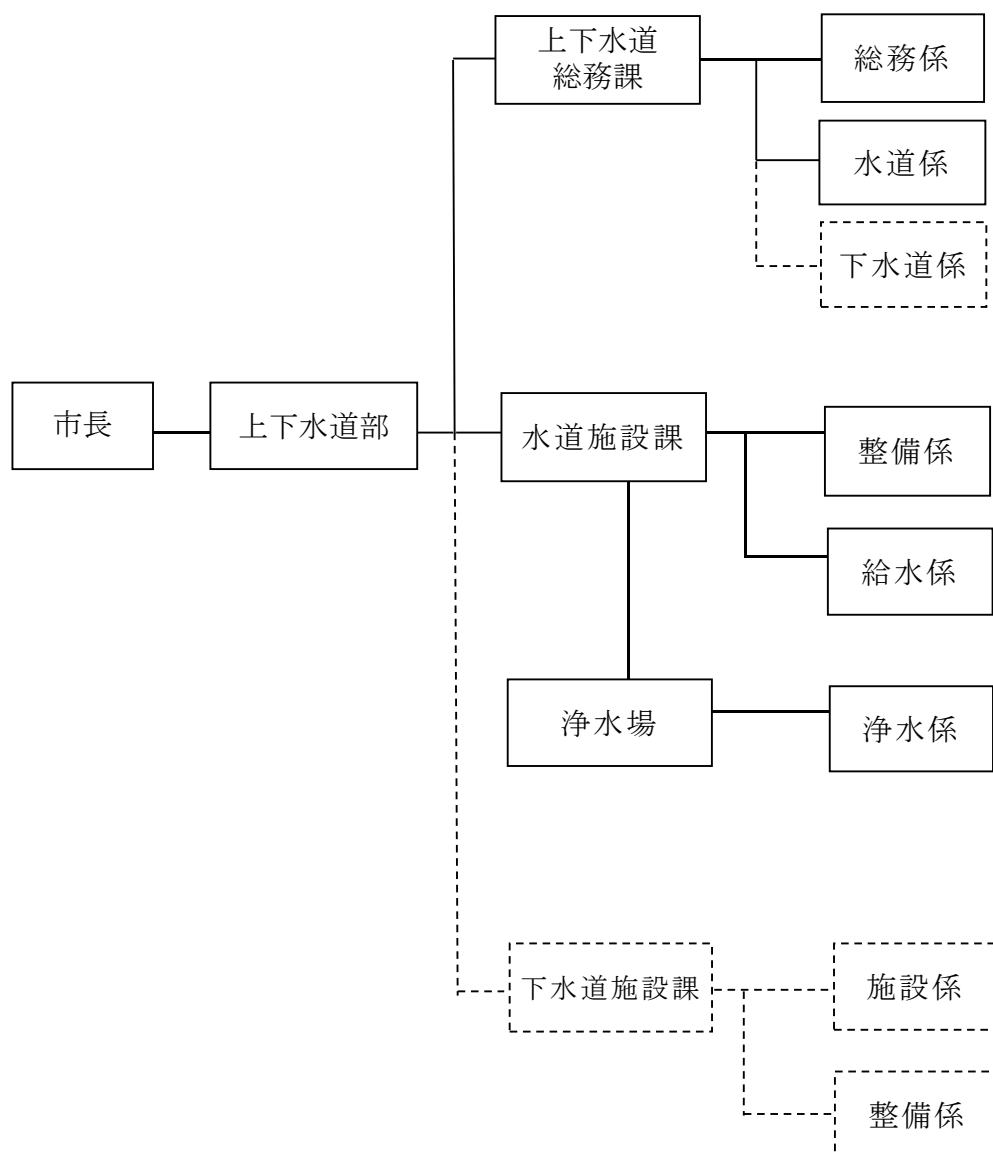 上下水道
総務課
総務係
水道係
下水道係
市長
上下水道部
水道施設課
整備係
給水係
浄水場
浄水係
下水道施設課
施設係
整備係